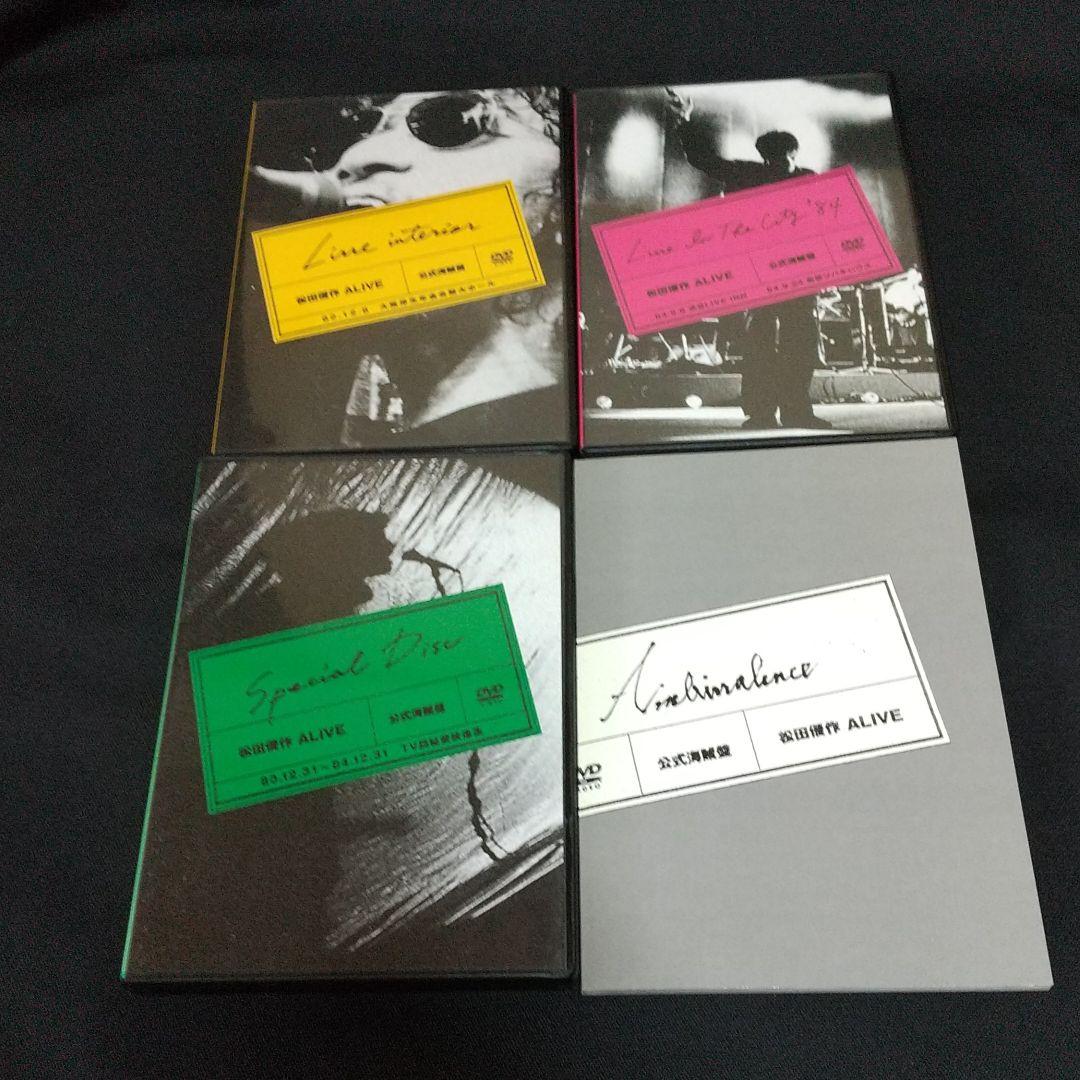 Live interior
松田優作 ALIVE
公式海賊盤
DVD
Live In The City '84
松田優作 ALIVE
公式海賊盤
DVD
Special Disc
松田優作 ALIVE
公式海賊盤
DVD
83.12.31~84.12.31
Ambivalence
DVD
公式海賊盤
松田優作 ALIVE